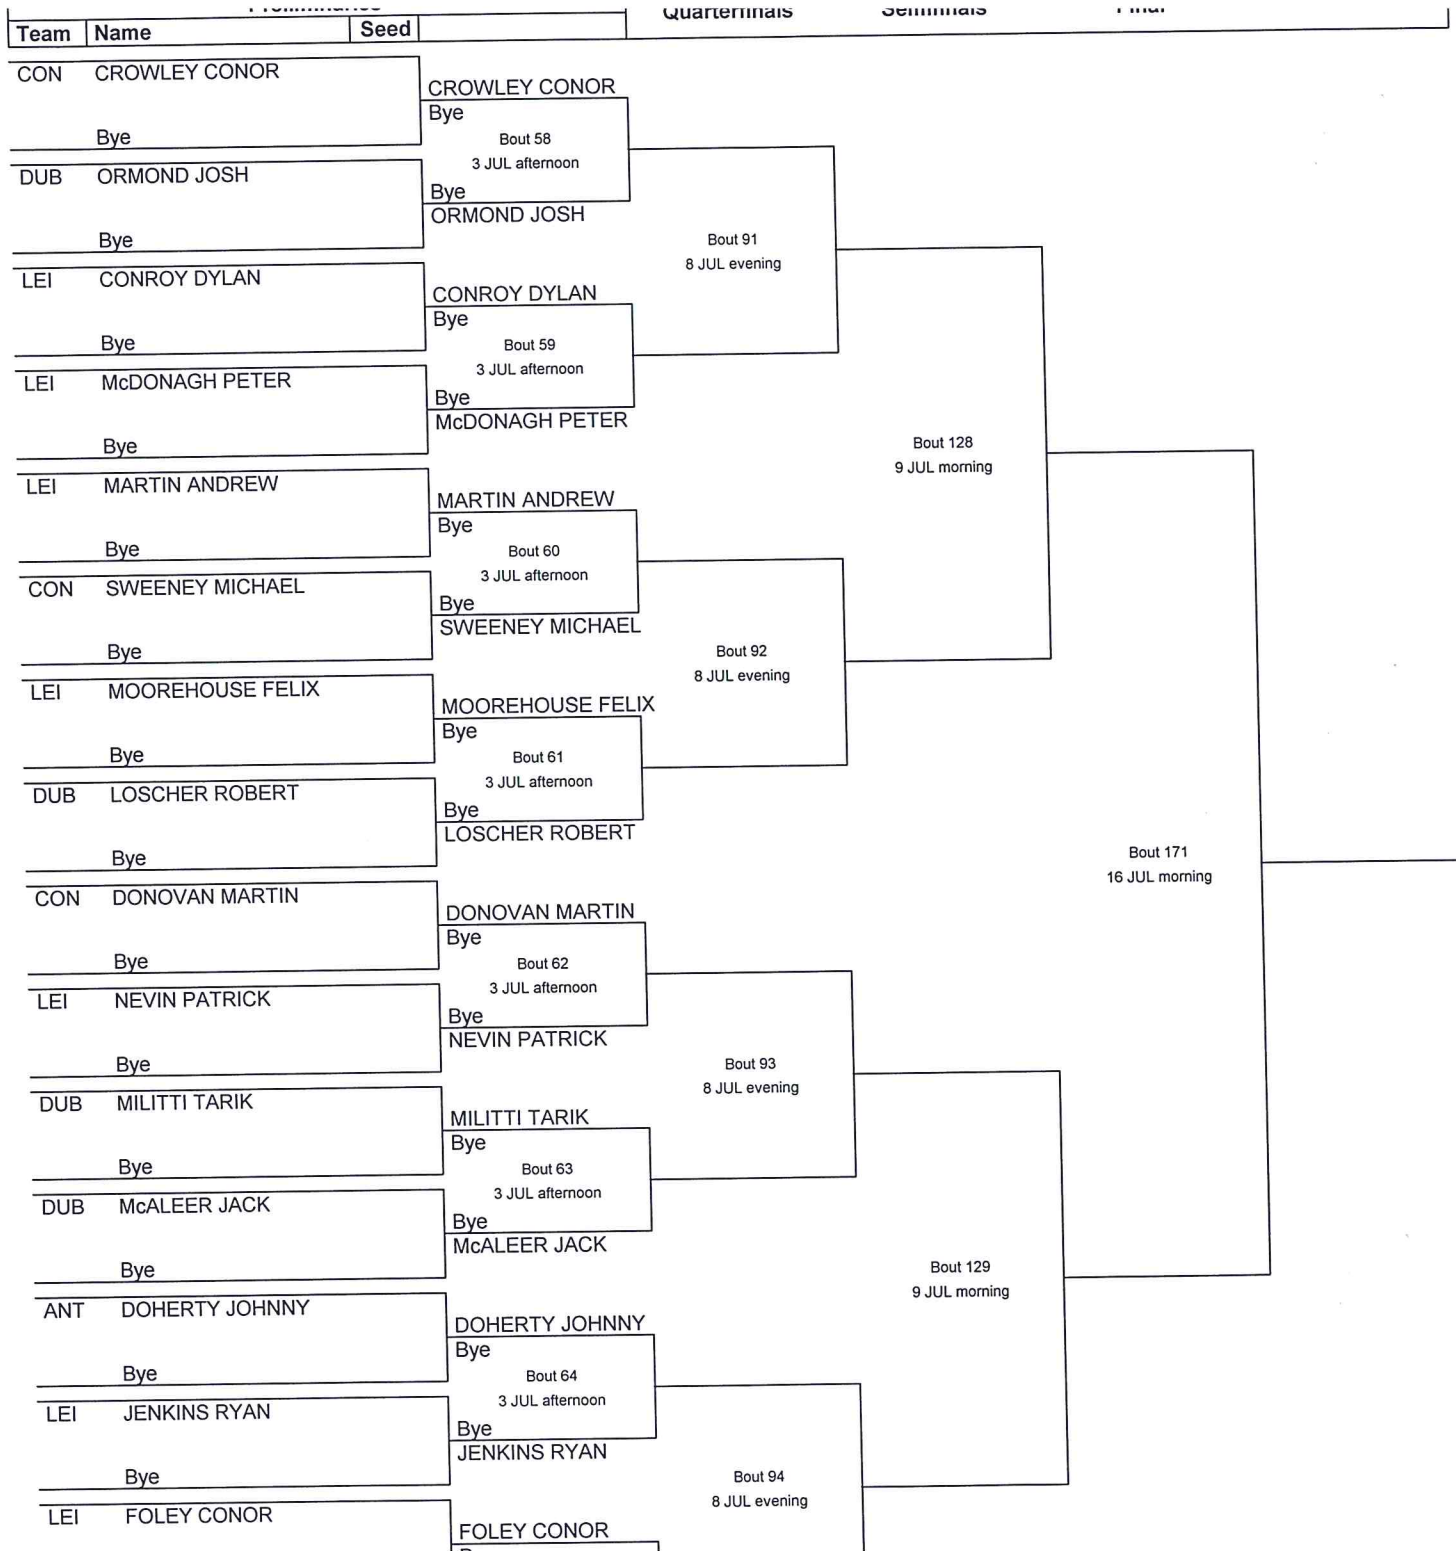 Preliminaries Quarterfinals Semifinals Final
Team Name Seed
CON CROWLEY CONOR
CROWLEY CONOR
Bye
Bye
Bout 58
3 JUL afternoon
DUB ORMOND JOSH
Bye
ORMOND JOSH
Bye
Bout 91
8 JUL evening
LEI CONROY DYLAN
CONROY DYLAN
Bye
Bye
Bout 59
3 JUL afternoon
LEI McDONAGH PETER
Bye
McDONAGH PETER
Bye
Bout 128
9 JUL morning
LEI MARTIN ANDREW
MARTIN ANDREW
Bye
Bye
Bout 60
3 JUL afternoon
CON SWEENEY MICHAEL
Bye
SWEENEY MICHAEL
Bye
Bout 92
8 JUL evening
LEI MOOREHOUSE FELIX
MOOREHOUSE FELIX
Bye
Bye
Bout 61
3 JUL afternoon
DUB LOSCHER ROBERT
Bye
LOSCHER ROBERT
Bye
Bout 171
16 JUL morning
CON DONOVAN MARTIN
DONOVAN MARTIN
Bye
Bye
Bout 62
3 JUL afternoon
LEI NEVIN PATRICK
Bye
NEVIN PATRICK
Bye
Bout 93
8 JUL evening
DUB MILITTI TARIK
MILITTI TARIK
Bye
Bye
Bout 63
3 JUL afternoon
DUB McALEER JACK
Bye
McALEER JACK
Bye
Bout 129
9 JUL morning
ANT DOHERTY JOHNNY
DOHERTY JOHNNY
Bye
Bye
Bout 64
3 JUL afternoon
LEI JENKINS RYAN
Bye
JENKINS RYAN
Bye
Bout 94
8 JUL evening
LEI FOLEY CONOR
FOLEY CONOR